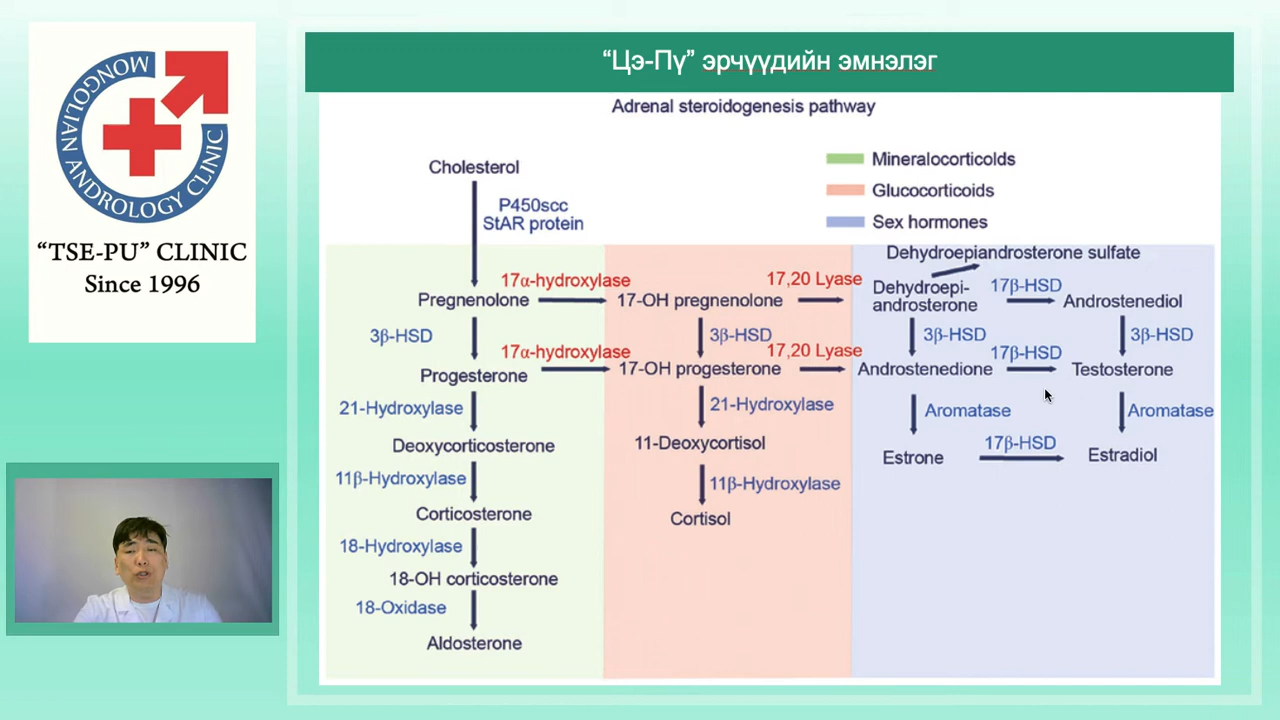 MONGOLIAN ANDROLOGY CLINIC
“TSE-PU” CLINIC
Since 1996
“Цэ-Пү” эрчүүдийн эмнэлэг
Adrenal steroidogenesis pathway
Mineralocorticolds
Glucocorticoids
Sex hormones
Cholesterol
P450scc
StAR protein
Dehydroepiandrosterone sulfate
17α-hydroxylase
17,20 Lyase
Dehydroepi-
androsterone
17β-HSD
Pregnenolone
17-OH pregnenolone
Androstenediol
3β-HSD
3β-HSD
3β-HSD
3β-HSD
17α-hydroxylase
17,20 Lyase
17β-HSD
Progesterone
17-OH progesterone
Androstenedione
Testosterone
21-Hydroxylase
21-Hydroxylase
Aromatase
Aromatase
Deoxycorticosterone
11-Deoxycortisol
17β-HSD
Estrone
Estradiol
11β-Hydroxylase
11β-Hydroxylase
Corticosterone
Cortisol
18-Hydroxylase
18-OH corticosterone
18-Oxidase
Aldosterone